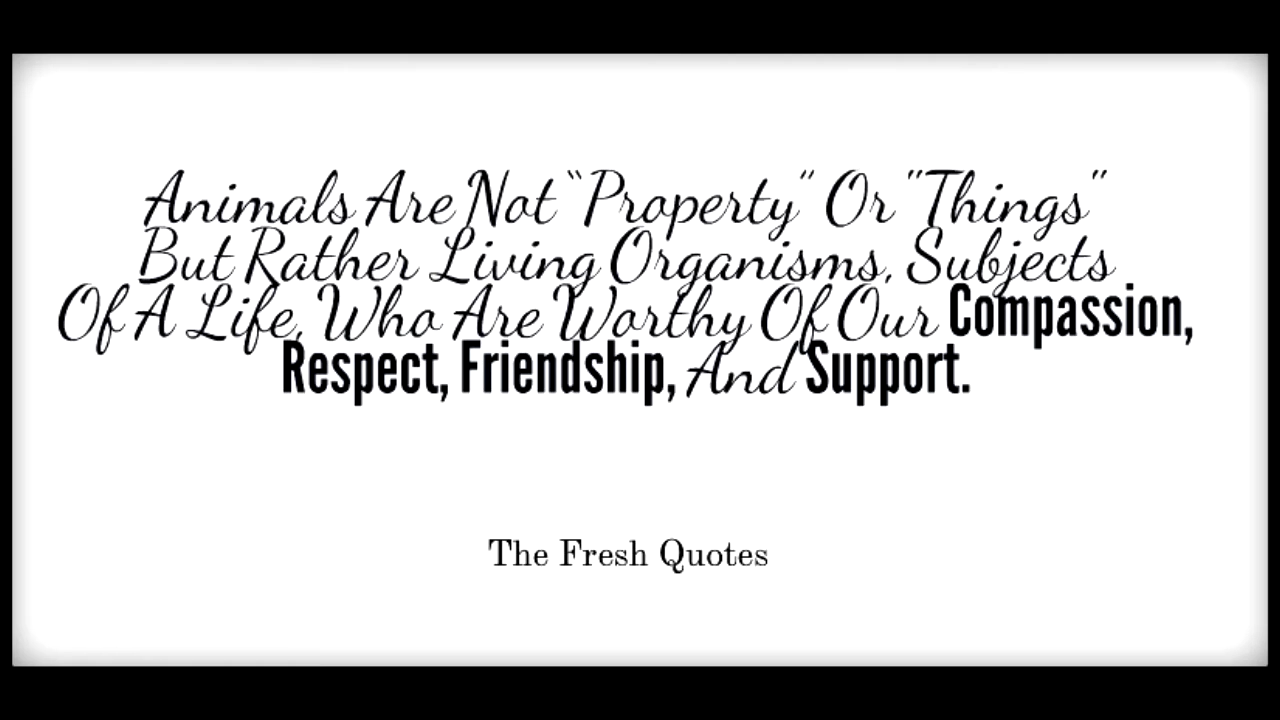 Animals Are Not “Property” Or "Things"
But Rather Living Organisms, Subjects
Of A Life, Who Are Worthy Of Our Compassion,
Respect, Friendship, And Support.
The Fresh Quotes